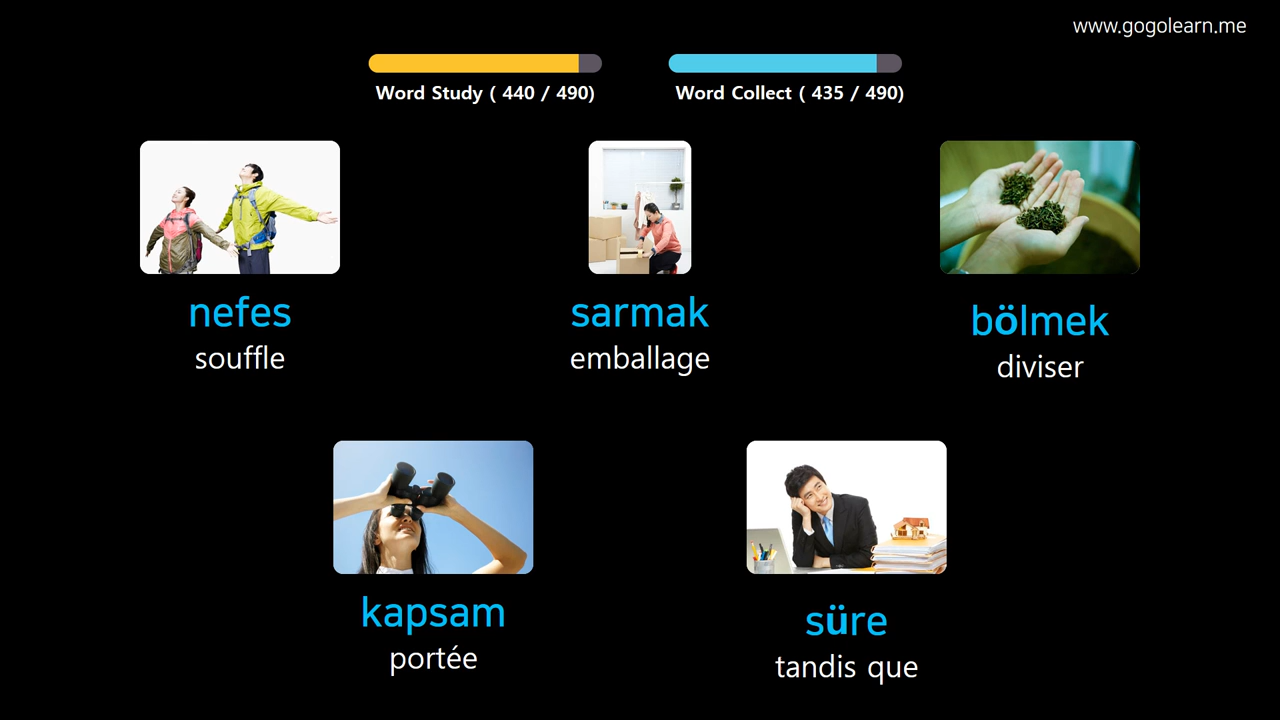 www.gogolearn.me
Word Study ( 440 / 490)
Word Collect ( 435 / 490)
nefes
souffle
sarmak
emballage
bölmek
diviser
kapsam
portée
süre
tandis que